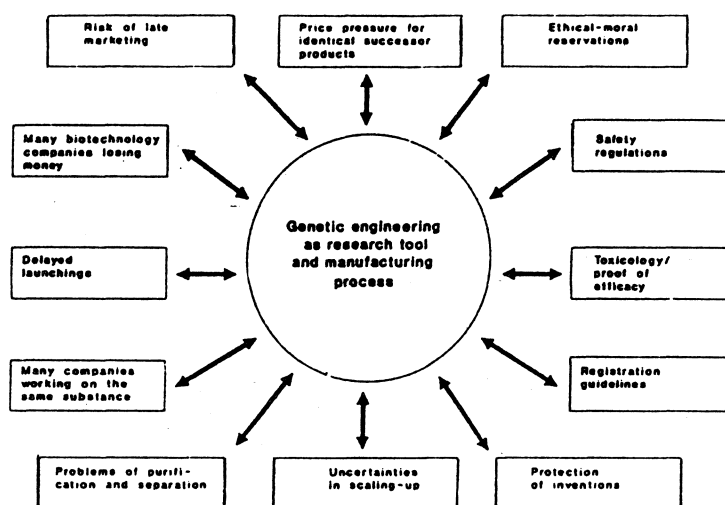 Risk of late
marketing
Price pressure for
identical successor
products
Ethical-moral
reservations
Many biotechnology
companies losing
money
Safety
regulations
Genetic engineering
as research tool
and manufacturing
process
Delayed
launchings
Toxicology/
proof of
efficacy
Many companies
working on the
same substance
Registration
guidelines
Problems of purifi-
cation and separation
Uncertainties
in scaling-up
Protection
of inventions